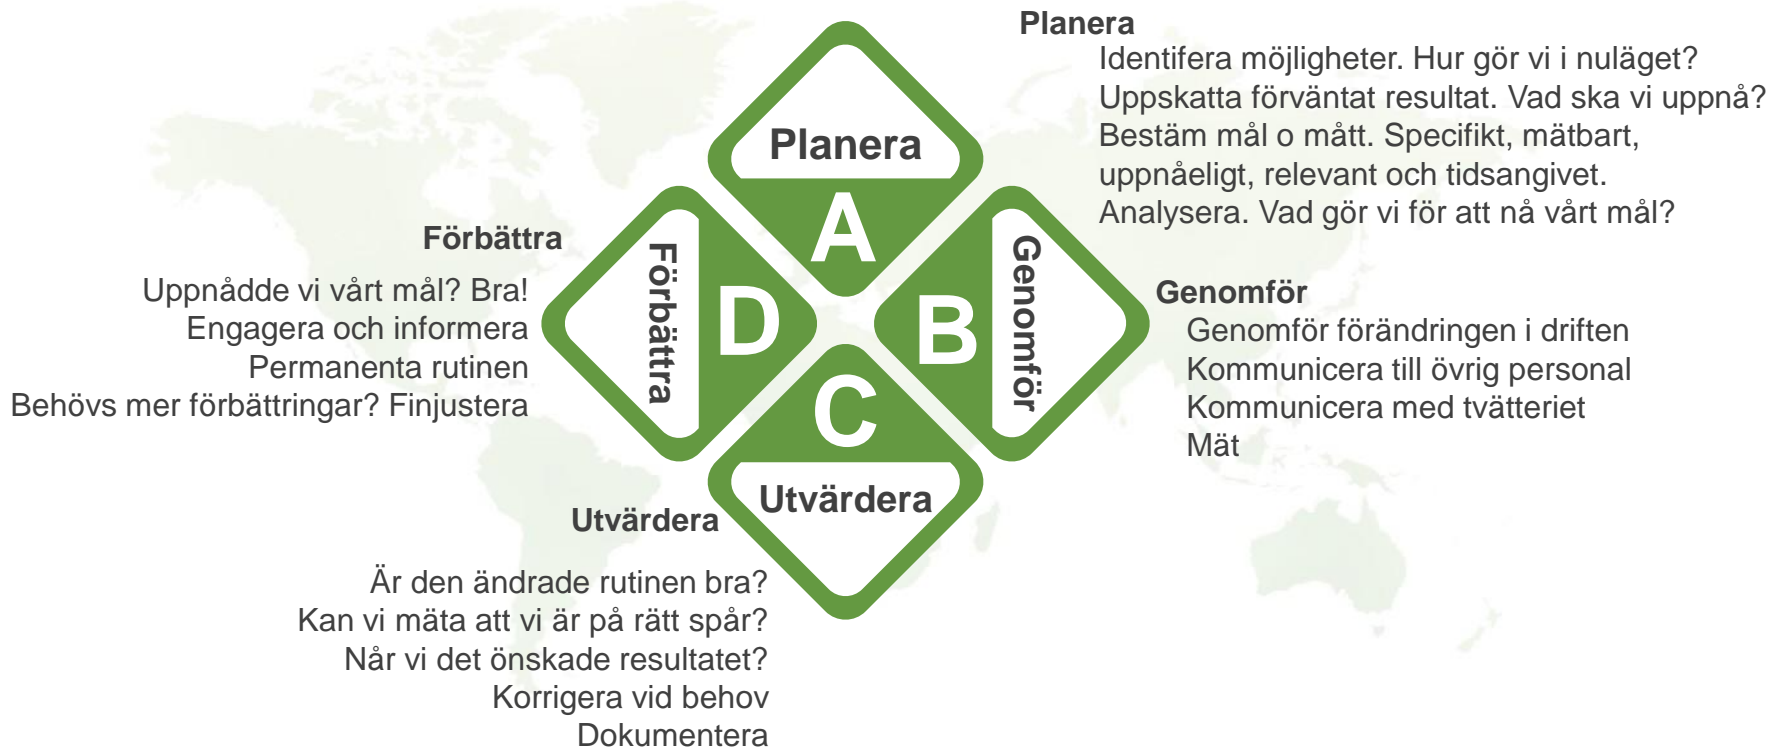 Planera
Identifera möjligheter. Hur gör vi i nuläget?
Uppskatta förväntat resultat. Vad ska vi uppnå?
Bestäm mål o mått. Specifikt, mätbart,
uppnåeligt, relevant och tidsangivet.
Analysera. Vad gör vi för att nå vårt mål?
Planera
A
Genomför
B
Genomför
Genomför förändringen i driften
Kommunicera till övrig personal
Kommunicera med tvätteriet
Mät
C
Utvärdera
Utvärdera
Är den ändrade rutinen bra?
Kan vi mäta att vi är på rätt spår?
Når vi det önskade resultatet?
Korrigera vid behov
Dokumentera
D
Förbättra
Förbättra
Uppnådde vi vårt mål? Bra!
Engagera och informera
Permanenta rutinen
Behövs mer förbättringar? Finjustera